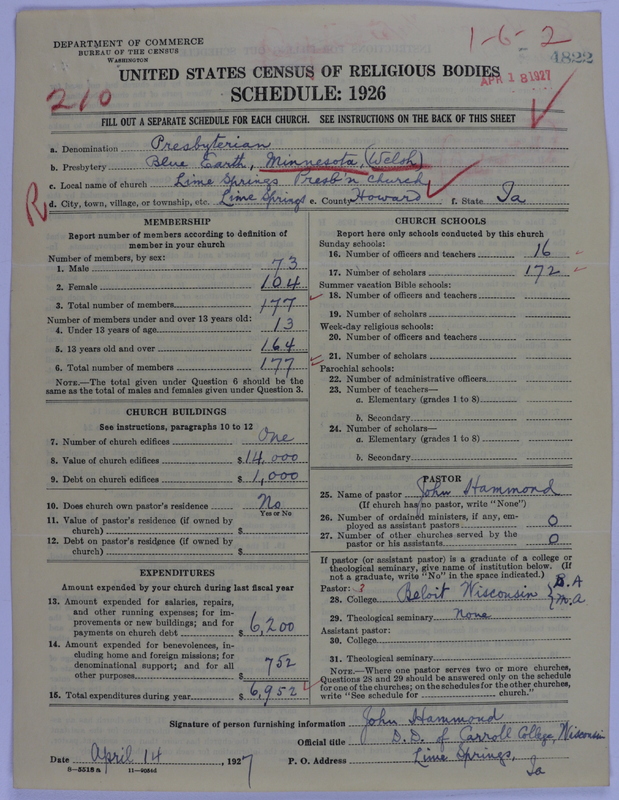 DEPARTMENT OF COMMERCE
BUREAU OF THE CENSUS
WASHINGTON
1-6-2
4822
APR 18 1927
UNITED STATES CENSUS OF RELIGIOUS BODIES
210
SCHEDULE: 1926
FILL OUT A SEPARATE SCHEDULE FOR EACH CHURCH. SEE INSTRUCTIONS ON THE BACK OF THIS SHEET
a. Denomination Presbyterian
b. Presbytery Blue Earth, Minnesota, (Welsh)
c. Local name of church Lime Springs Presb'n Church
R
d. City, town, village, or township, etc. Lime Springs e. County Howard f. State Ia
MEMBERSHIP
Report number of members according to definition of
member in your church
Number of members, by sex:
1. Male 73
2. Female 104
3. Total number of members 177
Number of members under and over 13 years old:
4. Under 13 years of age 13
5. 13 years old and over 164
6. Total number of members 177
NOTE.—The total given under Question 6 should be the
same as the total of males and females given under Question 3.
CHURCH BUILDINGS
See instructions, paragraphs 10 to 12
7. Number of church edifices One
8. Value of church edifices $14,000
9. Debt on church edifices $1,000
10. Does church own pastor's residence No
Yes or No
11. Value of pastor's residence (if owned by
church) $
12. Debt on pastor's residence (if owned by
church) $
EXPENDITURES
Amount expended by your church during last fiscal year
13. Amount expended for salaries, repairs,
and other running expenses; for im-
provements or new buildings; and for
payments on church debt $6,200
14. Amount expended for benevolences, in-
cluding home and foreign missions; for
denominational support; and for all
other purposes $752
15. Total expenditures during year $6,952
CHURCH SCHOOLS
Report here only schools conducted by this church
Sunday schools:
16. Number of officers and teachers 16
17. Number of scholars 172
Summer vacation Bible schools:
18. Number of officers and teachers
19. Number of scholars
Week-day religious schools:
20. Number of officers and teachers
21. Number of scholars
Parochial schools:
22. Number of administrative officers
23. Number of teachers—
a. Elementary (grades 1 to 8)
b. Secondary
24. Number of scholars—
a. Elementary (grades 1 to 8)
b. Secondary
PASTOR
25. Name of pastor John Hammond
(If church has no pastor, write "None")
26. Number of ordained ministers, if any, em-
ployed as assistant pastors 0
27. Number of other churches served by the
pastor or his assistants 0
If pastor (or assistant pastor) is a graduate of a college or
theological seminary, give name of institution below. (If
not a graduate, write "No" in the space indicated.)
Pastor: ?
28. College Beloit Wisconsin } B.A
M.A
29. Theological seminary None
Assistant pastor:
30. College
31. Theological seminary
NOTE.—Where one pastor serves two or more churches,
Questions 28 and 29 should be answered only on the schedule
for one of the churches; on the schedules for the other churches,
write "See schedule for church."
Signature of person furnishing information John Hammond
Official title D.D. of Carroll College, Wisconsin
Date April 14, 1927 P. O. Address Lime Springs,
Ia
8—5518 a 11—9054d